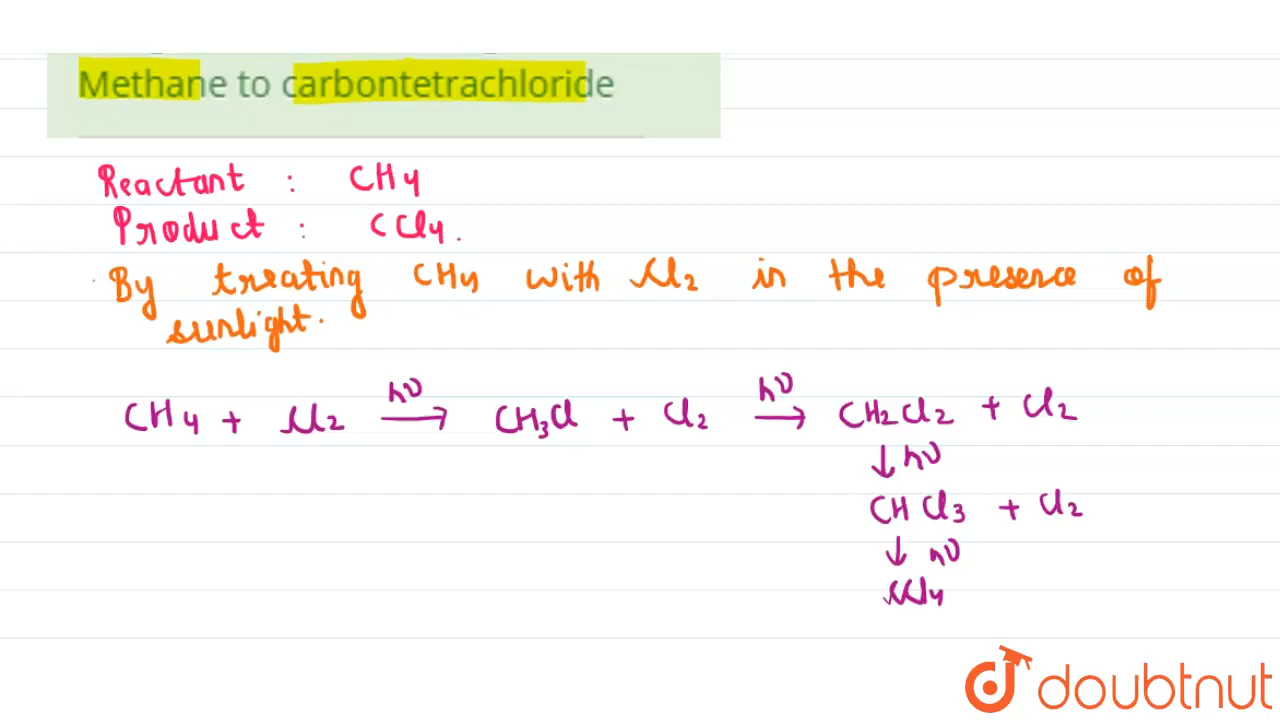 Methane to carbontetrachloride
Reactant : CH4
Product : CCl4.
By treating CH4 with Cl2 in the presence of
sunlight.
hν hν
CH4 + Cl2 → CH3Cl + Cl2 → CH2Cl2 + Cl2
↓ hν
CHCl3 + Cl2
↓ hν
CCl4
doubtnut